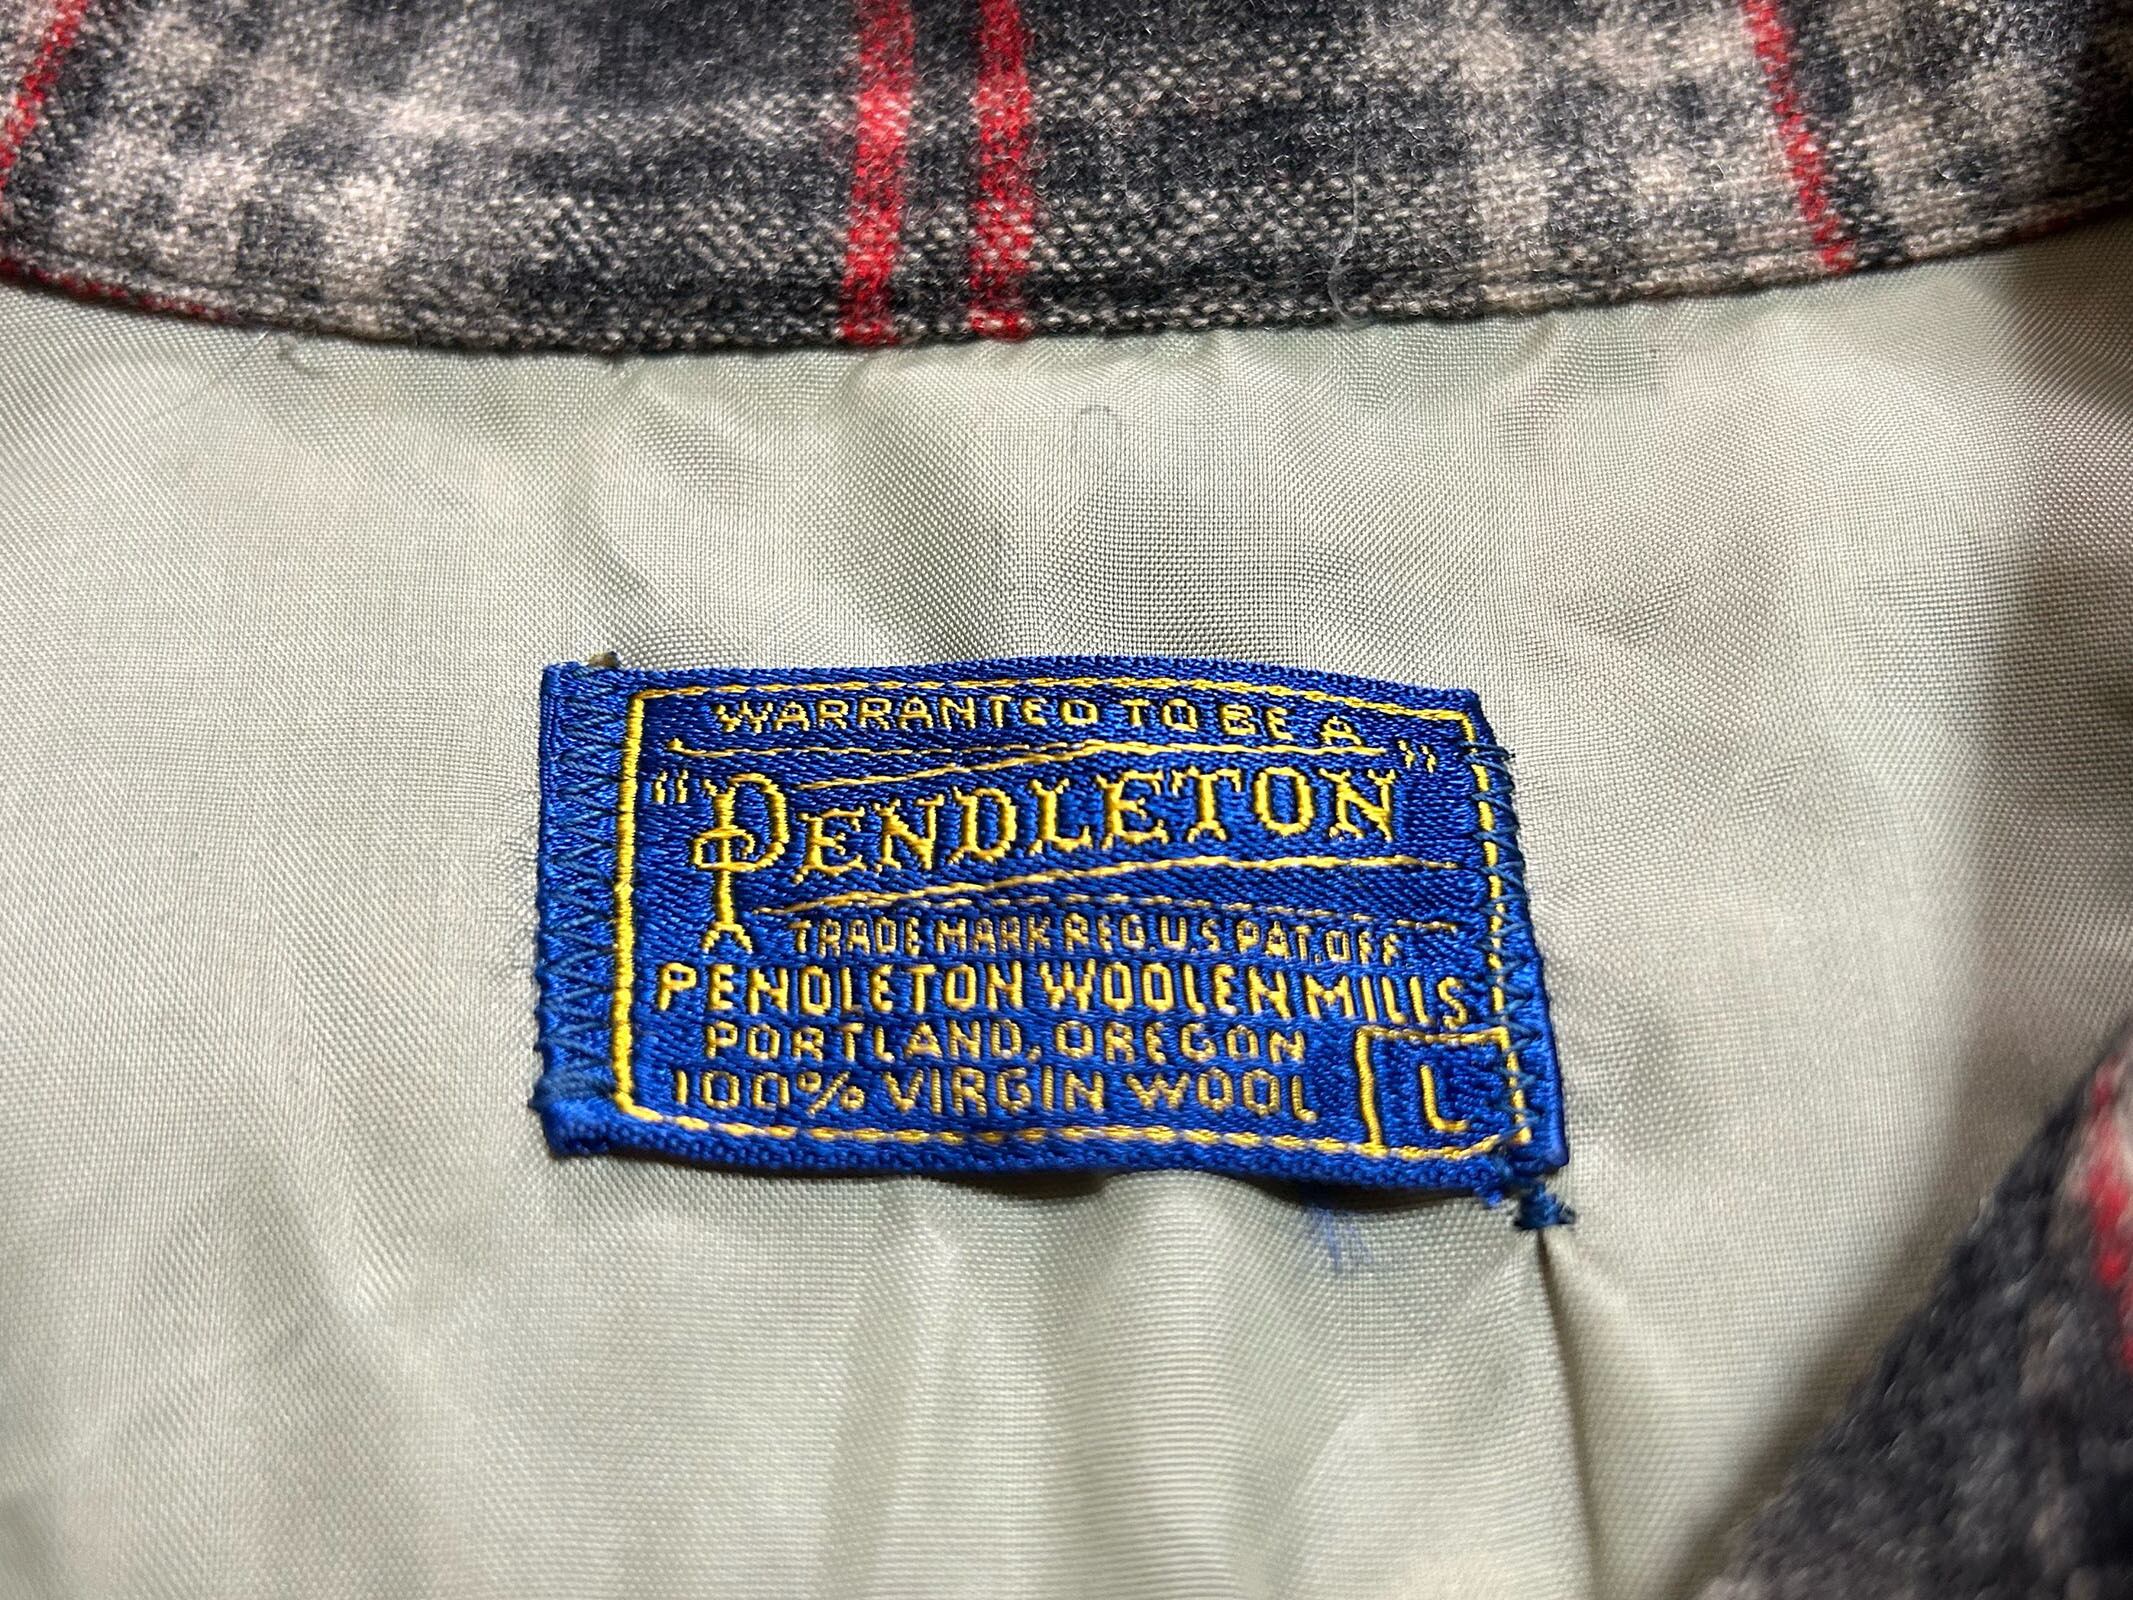 WARRANTED TO BE A
"PENDLETON"
TRADE MARK REG. U.S PAT. OFF.
PENDLETON WOOLEN MILLS
PORTLAND, OREGON
100% VIRGIN WOOL
L